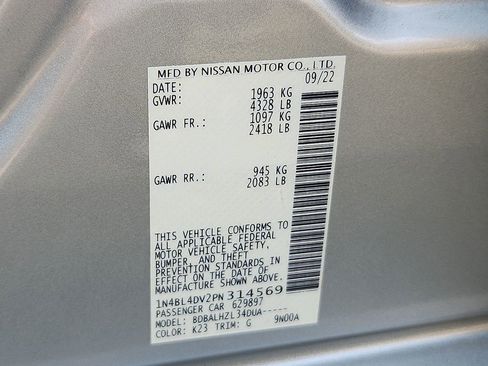 MFD BY NISSAN MOTOR CO., LTD.
DATE: 09/22
GVWR: 1963 KG
4328 LB
GAWR FR.: 1097 KG
2418 LB
GAWR RR.: 945 KG
2083 LB
THIS VEHICLE CONFORMS TO
ALL APPLICABLE FEDERAL
MOTOR VEHICLE SAFETY,
BUMPER, AND THEFT
PREVENTION STANDARDS IN
EFFECT ON THE DATE OF
MANUFACTURE SHOWN ABOVE.
1N4BL4DV2PN314569
PASSENGER CAR 629897
MODEL: BDBALHZL34DUA-----
COLOR: K23 TRIM: G 9N00A